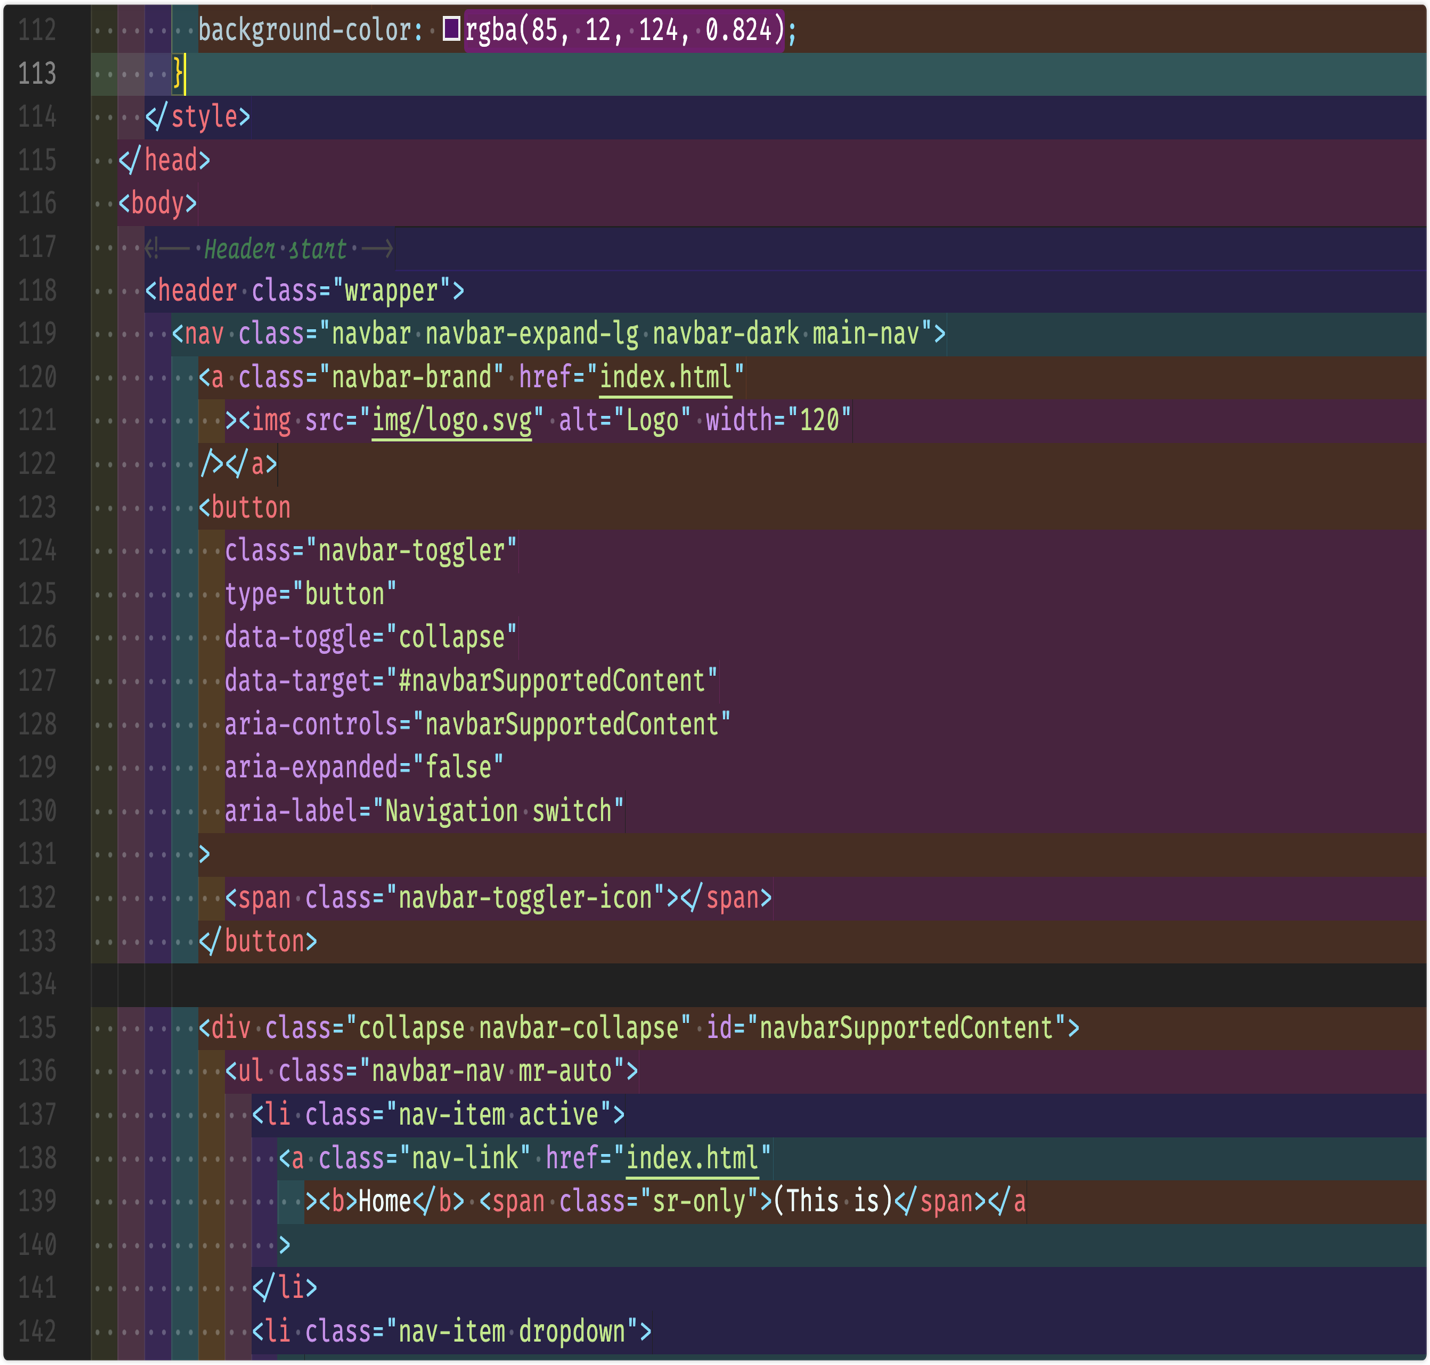 112 background-color: rgba(85, 12, 124, 0.824);
113 }
114 </style>
115 </head>
116 <body>
117 <!-- Header start -->
118 <header class="wrapper">
119 <nav class="navbar navbar-expand-lg navbar-dark main-nav">
120 <a class="navbar-brand" href="index.html"
121 ><img src="img/logo.svg" alt="Logo" width="120"
122 /></a>
123 <button
124 class="navbar-toggler"
125 type="button"
126 data-toggle="collapse"
127 data-target="#navbarSupportedContent"
128 aria-controls="navbarSupportedContent"
129 aria-expanded="false"
130 aria-label="Navigation switch"
131 >
132 <span class="navbar-toggler-icon"></span>
133 </button>
134
135 <div class="collapse navbar-collapse" id="navbarSupportedContent">
136 <ul class="navbar-nav mr-auto">
137 <li class="nav-item active">
138 <a class="nav-link" href="index.html"
139 ><b>Home</b> <span class="sr-only">(This is)</span></a
140 >
141 </li>
142 <li class="nav-item dropdown">